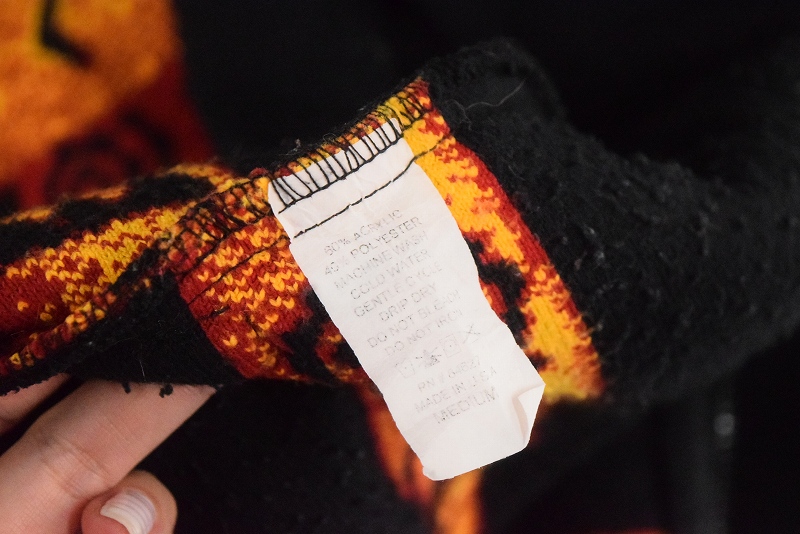 60% ACRYLIC
40% POLYESTER
MACHINE WASH
COLD WATER
GENTLE CYCLE
DRIP DRY
DO NOT BLEACH
DO NOT IRON
MADE IN
MEDIUM